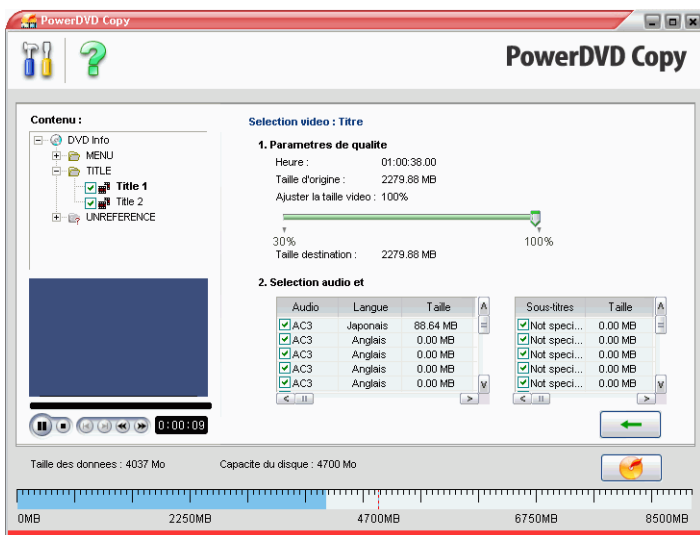 PowerDVD Copy
PowerDVD Copy
Contenu :
DVD Info
MENU
TITLE
Title 1
Title 2
UNREFERENCE
0:00:09
Selection video : Titre
1. Parametres de qualite
Heure : 01:00:38.00
Taille d'origine : 2279.88 MB
Ajuster la taille video : 100%
30% 100%
Taille destination : 2279.88 MB
2. Selection audio et
Audio Langue Taille
AC3 Japonais 88.64 MB
AC3 Anglais 0.00 MB
AC3 Anglais 0.00 MB
AC3 Anglais 0.00 MB
AC3 Anglais 0.00 MB
Sous-titres Taille
Not speci... 0.00 MB
Not speci... 0.00 MB
Not speci... 0.00 MB
Not speci... 0.00 MB
Not speci... 0.00 MB
Taille des donnees : 4037 Mo Capacite du disque : 4700 Mo
0MB 2250MB 4700MB 6750MB 8500MB